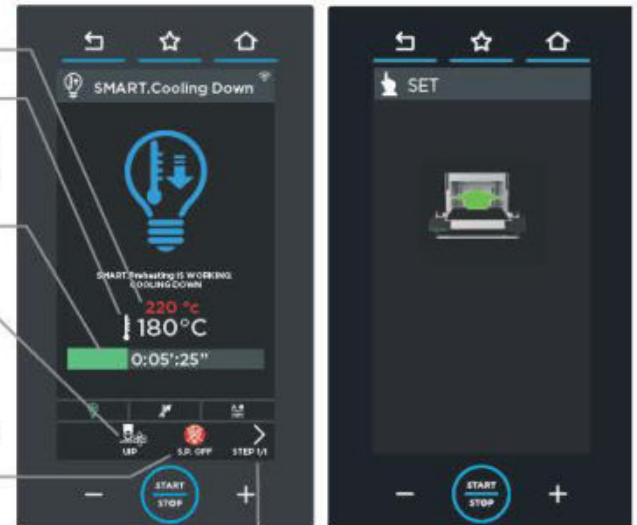 SMART.Cooling Down
SMART.Preheating IS WORKING
COOLING DOWN
220 °c
180°C
0:05':25"
UIP
S.P. OFF
STEP 1/1
−
START
STOP
+
SET
−
START
STOP
+